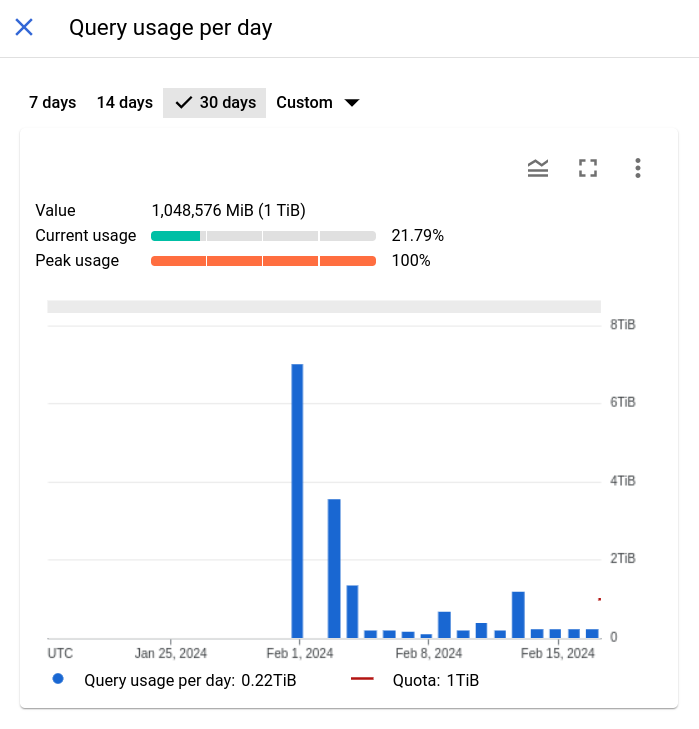 Query usage per day
7 days 14 days 30 days Custom
Value 1,048,576 MiB (1 TiB)
Current usage 21.79%
Peak usage 100%
8TiB
6TiB
4TiB
2TiB
0
UTC Jan 25, 2024 Feb 1, 2024 Feb 8, 2024 Feb 15, 2024
Query usage per day: 0.22TiB Quota: 1TiB